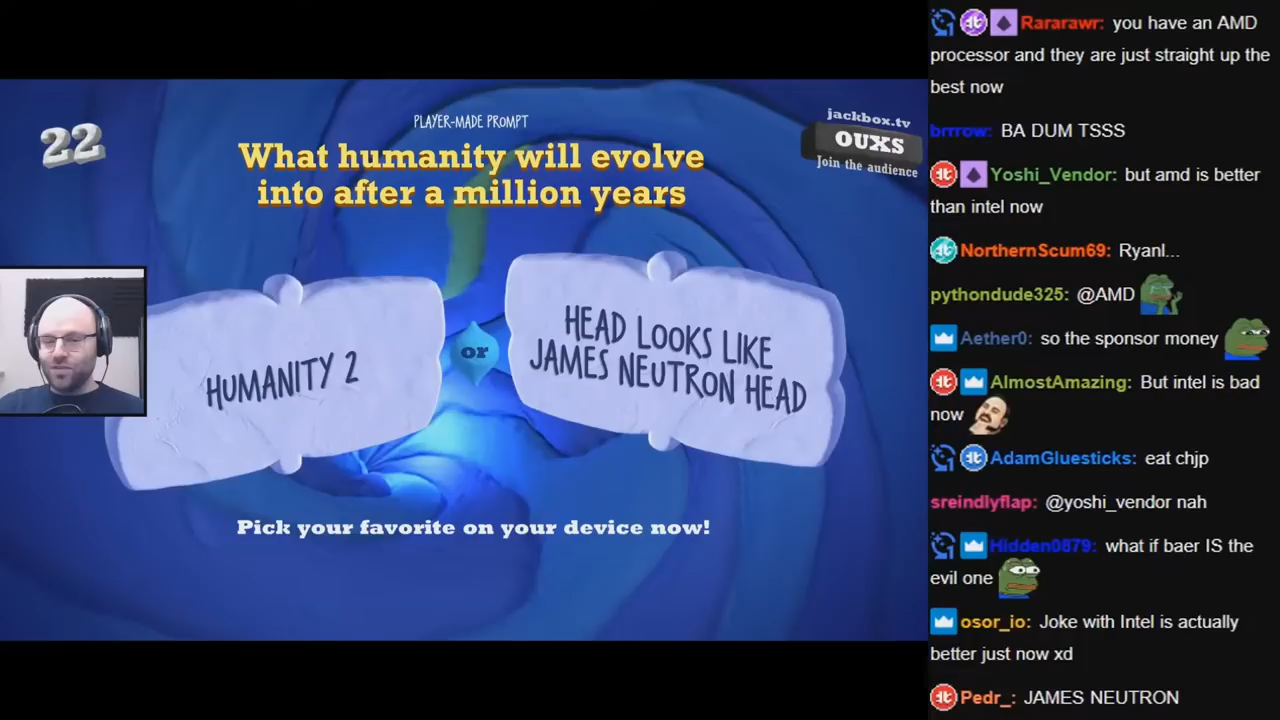 22
PLAYER-MADE PROMPT
What humanity will evolve
into after a million years
jackbox.tv
OUXS
Join the audience
HUMANITY 2
or
HEAD LOOKS LIKE
JAMES NEUTRON HEAD
Pick your favorite on your device now!
Rararawr: you have an AMD
processor and they are just straight up the
best now
brrrow: BA DUM TSSS
Yoshi_Vendor: but amd is better
than intel now
NorthernScum69: Ryanl...
pythondude325: @AMD
Aether0: so the sponsor money
AlmostAmazing: But intel is bad
now
AdamGluesticks: eat chjp
sreindlyflap: @yoshi_vendor nah
Hidden0879: what if baer IS the
evil one
osor_io: Joke with Intel is actually
better just now xd
Pedr_: JAMES NEUTRON